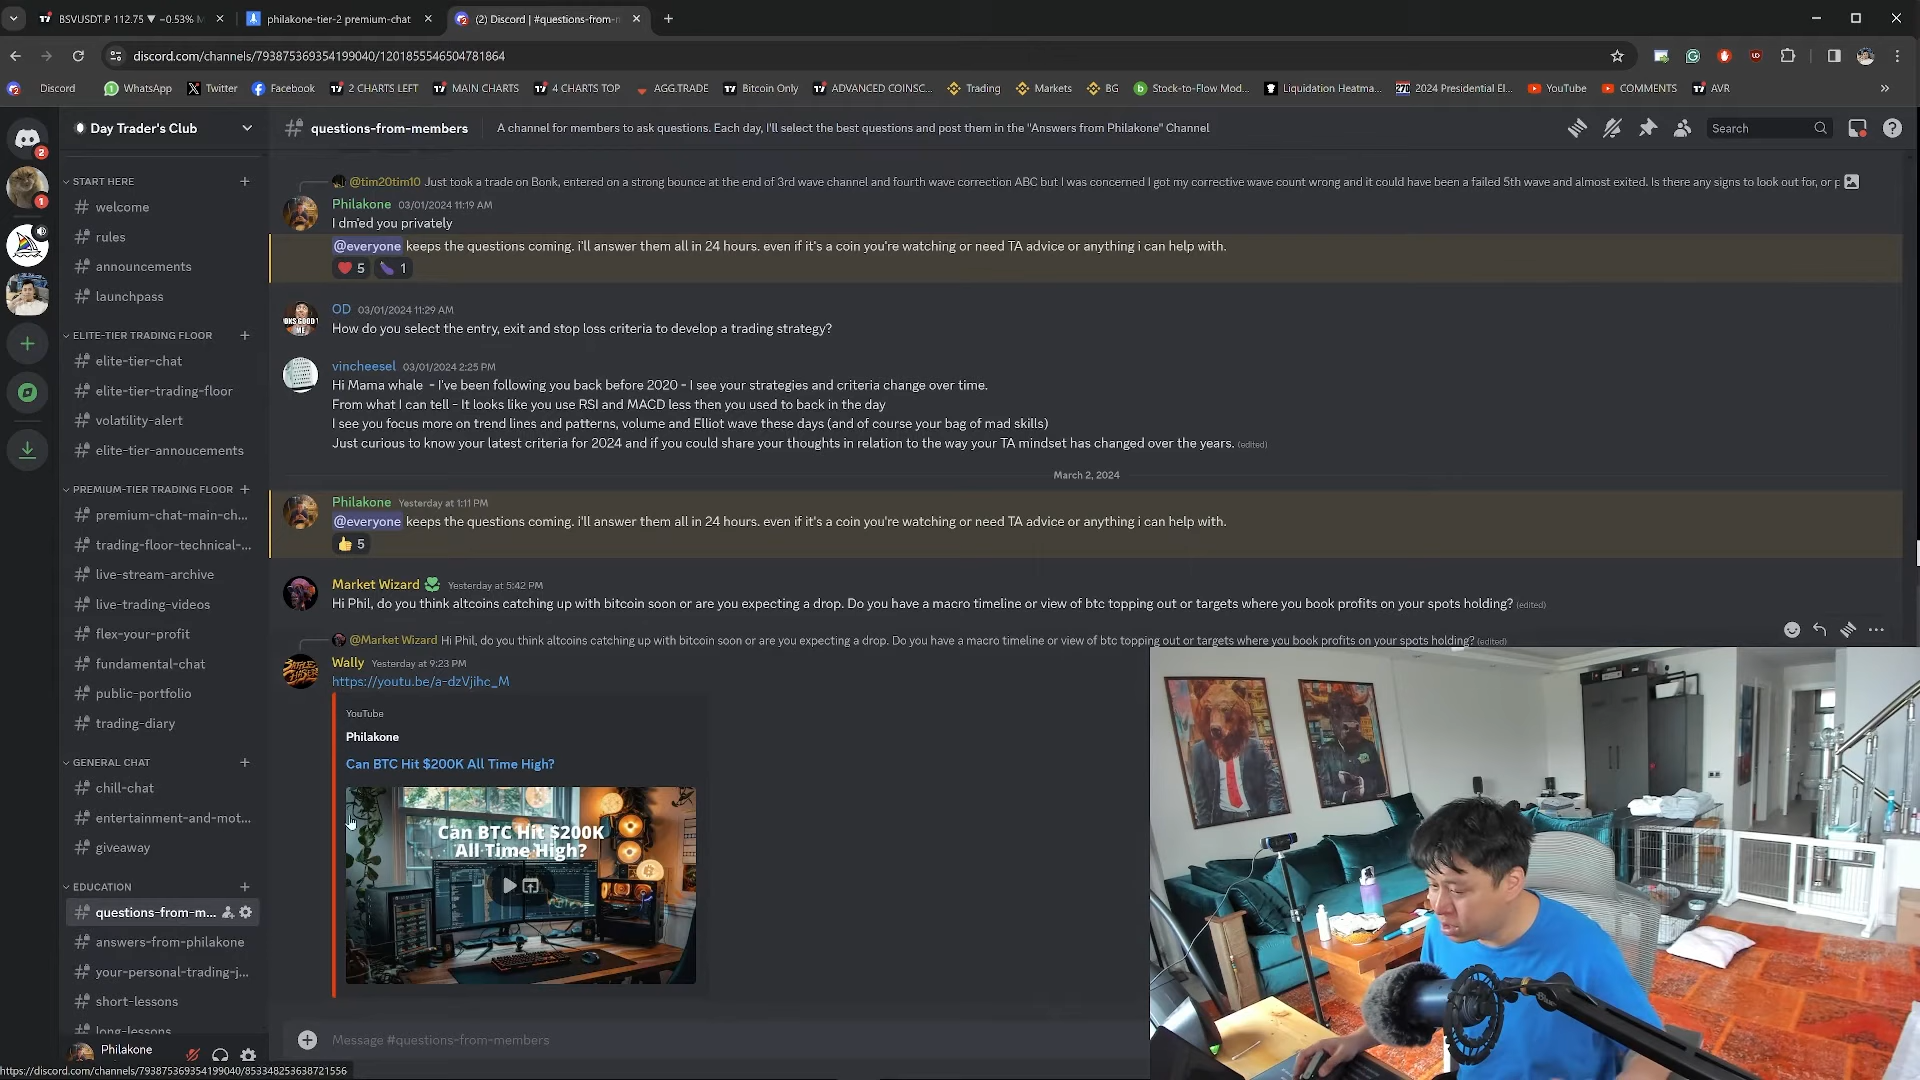 BSVUSDT.P 112.75 ▼ −0.53%
philakone-tier-2 premium-chat
(2) Discord | #questions-from-
discord.com/channels/793875369354199040/1201855546504781864
Discord
WhatsApp
Twitter
Facebook
2 CHARTS LEFT
MAIN CHARTS
4 CHARTS TOP
AGG.TRADE
Bitcoin Only
ADVANCED COINSC...
Trading
Markets
BG
Stock-to-Flow Mod...
Liquidation Heatma...
2024 Presidential El...
YouTube
COMMENTS
AVR
Day Trader's Club
questions-from-members
A channel for members to ask questions. Each day, I'll select the best questions and post them in the "Answers from Philakone" Channel
Search
2
1
START HERE
welcome
rules
announcements
launchpass
ELITE-TIER TRADING FLOOR
elite-tier-chat
elite-tier-trading-floor
volatility-alert
elite-tier-annoucements
PREMIUM-TIER TRADING FLOOR
premium-chat-main-ch...
trading-floor-technical-...
live-stream-archive
live-trading-videos
flex-your-profit
fundamental-chat
public-portfolio
trading-diary
GENERAL CHAT
chill-chat
entertainment-and-mot...
giveaway
EDUCATION
questions-from-m...
answers-from-philakone
your-personal-trading-j...
short-lessons
long-lessons
Philakone
https://discord.com/channels/793875369354199040/853348253638721556
@tim20tim10 Just took a trade on Bonk, entered on a strong bounce at the end of 3rd wave channel and fourth wave correction ABC but I was concerned I got my corrective wave count wrong and it could have been a failed 5th wave and almost exited. Is there any signs to look out for, or p
Philakone 03/01/2024 11:19 AM
I dm'ed you privately
@everyone keeps the questions coming. i'll answer them all in 24 hours. even if it's a coin you're watching or need TA advice or anything i can help with.
5 1
OD 03/01/2024 11:29 AM
How do you select the entry, exit and stop loss criteria to develop a trading strategy?
vincheesel 03/01/2024 2:25 PM
Hi Mama whale - I've been following you back before 2020 - I see your strategies and criteria change over time.
From what I can tell - It looks like you use RSI and MACD less then you used to back in the day
I see you focus more on trend lines and patterns, volume and Elliot wave these days (and of course your bag of mad skills)
Just curious to know your latest criteria for 2024 and if you could share your thoughts in relation to the way your TA mindset has changed over the years. (edited)
March 2, 2024
Philakone Yesterday at 1:11 PM
@everyone keeps the questions coming. i'll answer them all in 24 hours. even if it's a coin you're watching or need TA advice or anything i can help with.
5
Market Wizard Yesterday at 5:42 PM
Hi Phil, do you think altcoins catching up with bitcoin soon or are you expecting a drop. Do you have a macro timeline or view of btc topping out or targets where you book profits on your spots holding? (edited)
@Market Wizard Hi Phil, do you think altcoins catching up with bitcoin soon or are you expecting a drop. Do you have a macro timeline or view of btc topping out or targets where you book profits on your spots holding? (edited)
Wally Yesterday at 9:23 PM
https://youtu.be/a-dzVjihc_M
YouTube
Philakone
Can BTC Hit $200K All Time High?
Can BTC Hit $200K
All Time High?
Message #questions-from-members